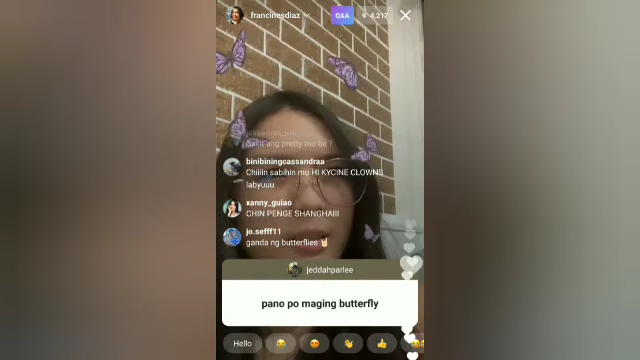 francinesdiaz
Q&A
4,217
ang pretty mo be ?
binibiningcassandraa
Chiiiin sabihin mo HI KYCINE CLOWNS
labyuuu
xanny_guiao
CHIN PENGE SHANGHAIII
jo.sefff11
ganda ng butterflies
jeddahparlee
pano po maging butterfly
Hello